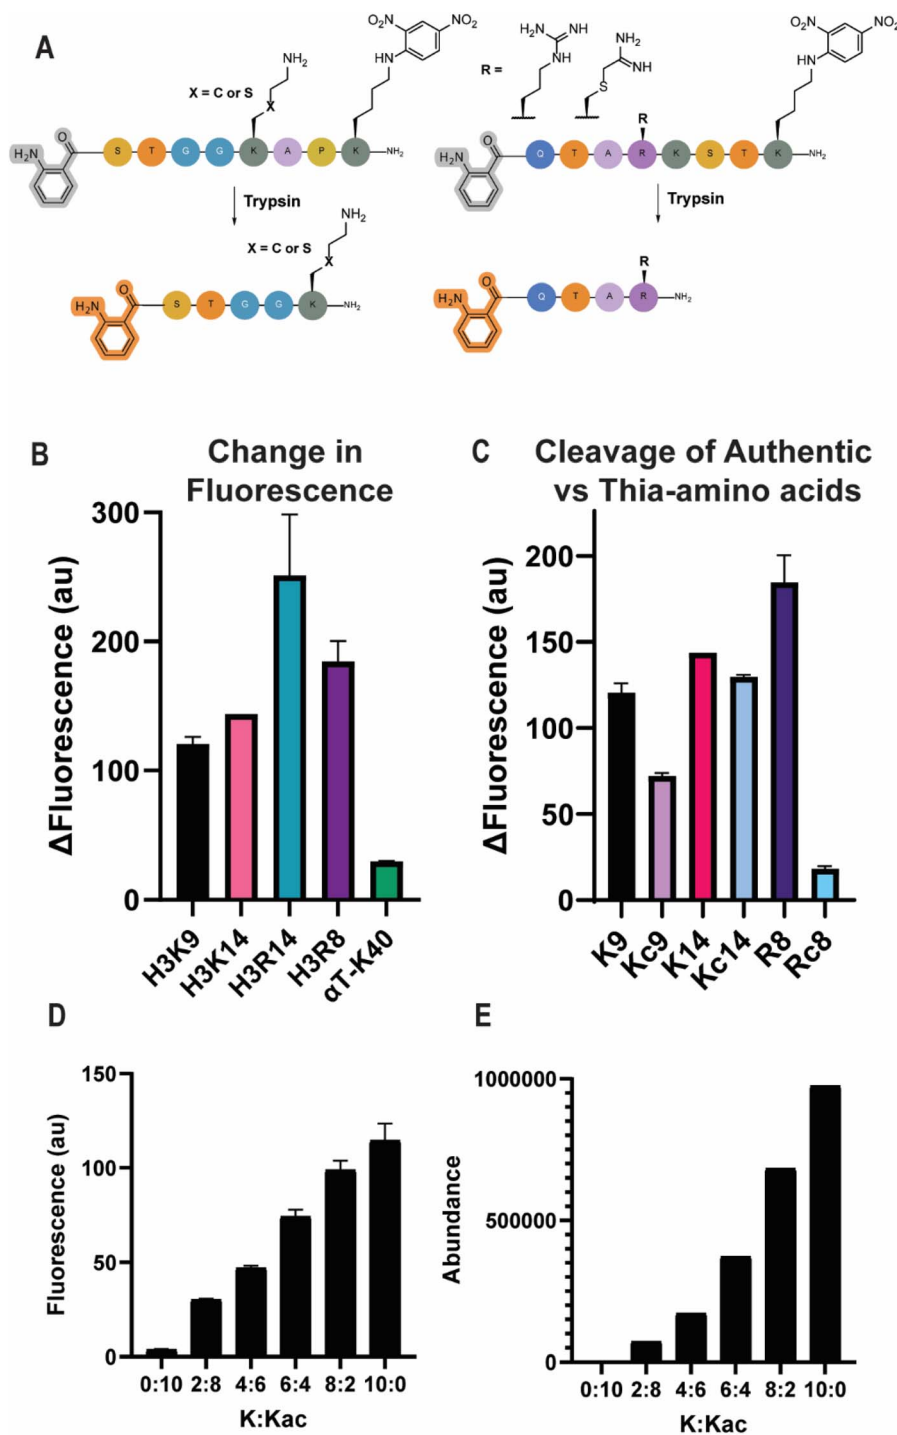 A
O₂N
NO₂
HN
NH₂
X = C or S
X
O
H₂N
S T G G K A P K NH₂
Trypsin
X = C or S
NH₂
X
O
H₂N
S T G G K NH₂
R =
H₂N
NH
NH
NH₂
NH
S
O₂N
NO₂
HN
R
O
H₂N
Q T A R K S T K NH₂
Trypsin
R
O
H₂N
Q T A R NH₂
B
Change in
Fluorescence
ΔFluorescence (au)
300
200
100
0
H3K9
H3K14
H3R14
H3R8
αT-K40
C
Cleavage of Authentic
vs Thia-amino acids
ΔFluorescence (au)
200
150
100
50
0
K9
Kc9
K14
Kc14
R8
Rc8
D
Fluorescence (au)
150
100
50
0
0:10 2:8 4:6 6:4 8:2 10:0
K:Kac
E
Abundance
1000000
500000
0
0:10 2:8 4:6 6:4 8:2 10:0
K:Kac